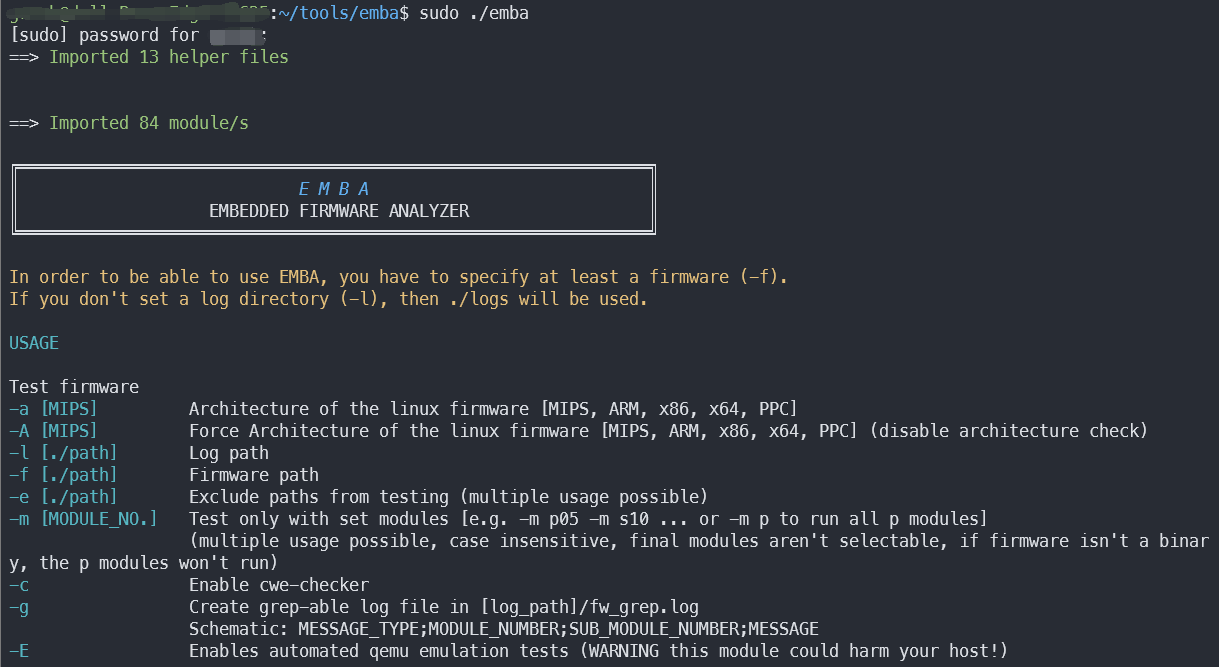 :~/tools/emba$ sudo ./emba
[sudo] password for :
==> Imported 13 helper files
==> Imported 84 module/s
E M B A
EMBEDDED FIRMWARE ANALYZER
In order to be able to use EMBA, you have to specify at least a firmware (-f).
If you don't set a log directory (-l), then ./logs will be used.
USAGE
Test firmware
-a [MIPS] Architecture of the linux firmware [MIPS, ARM, x86, x64, PPC]
-A [MIPS] Force Architecture of the linux firmware [MIPS, ARM, x86, x64, PPC] (disable architecture check)
-l [./path] Log path
-f [./path] Firmware path
-e [./path] Exclude paths from testing (multiple usage possible)
-m [MODULE_NO.] Test only with set modules [e.g. -m p05 -m s10 ... or -m p to run all p modules]
(multiple usage possible, case insensitive, final modules aren't selectable, if firmware isn't a binar
y, the p modules won't run)
-c Enable cwe-checker
-g Create grep-able log file in [log_path]/fw_grep.log
Schematic: MESSAGE_TYPE;MODULE_NUMBER;SUB_MODULE_NUMBER;MESSAGE
-E Enables automated qemu emulation tests (WARNING this module could harm your host!)